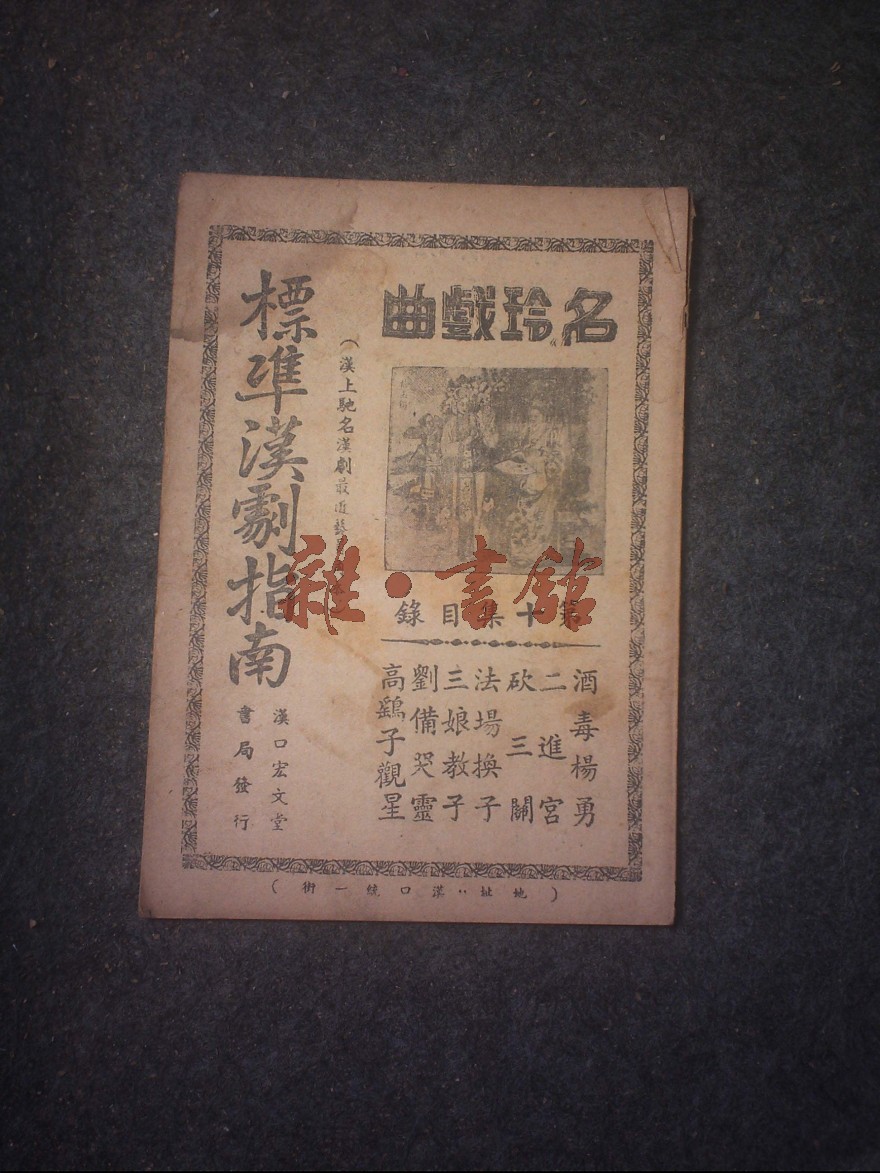 名玲戲曲
第十集目錄
酒毒楊勇
二進宮
砍三關
法場換子
三娘教子
劉備哭靈
高鷂子觀星
(漢上馳名漢劇最近
標準漢劇指南
漢口宏文堂
書局發行
(地址:漢口統一街)
雜·書館